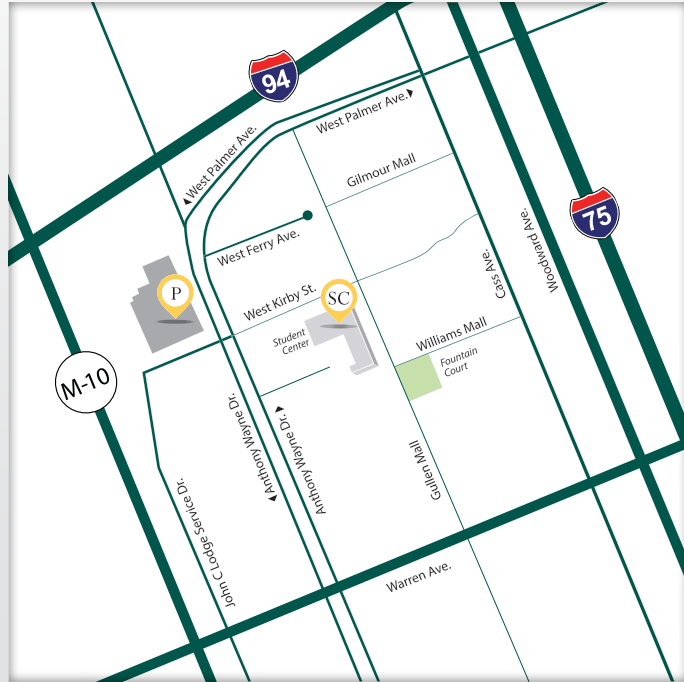 94
West Palmer Ave.
West Palmer Ave.
Gilmour Mall
75
West Ferry Ave.
Woodward Ave.
Cass Ave.
P
SC
West Kirby St.
Student
Center
Williams Mall
Fountain
Court
M-10
Anthony Wayne Dr.
Anthony Wayne Dr.
Gullen Mall
John C Lodge Service Dr.
Warren Ave.